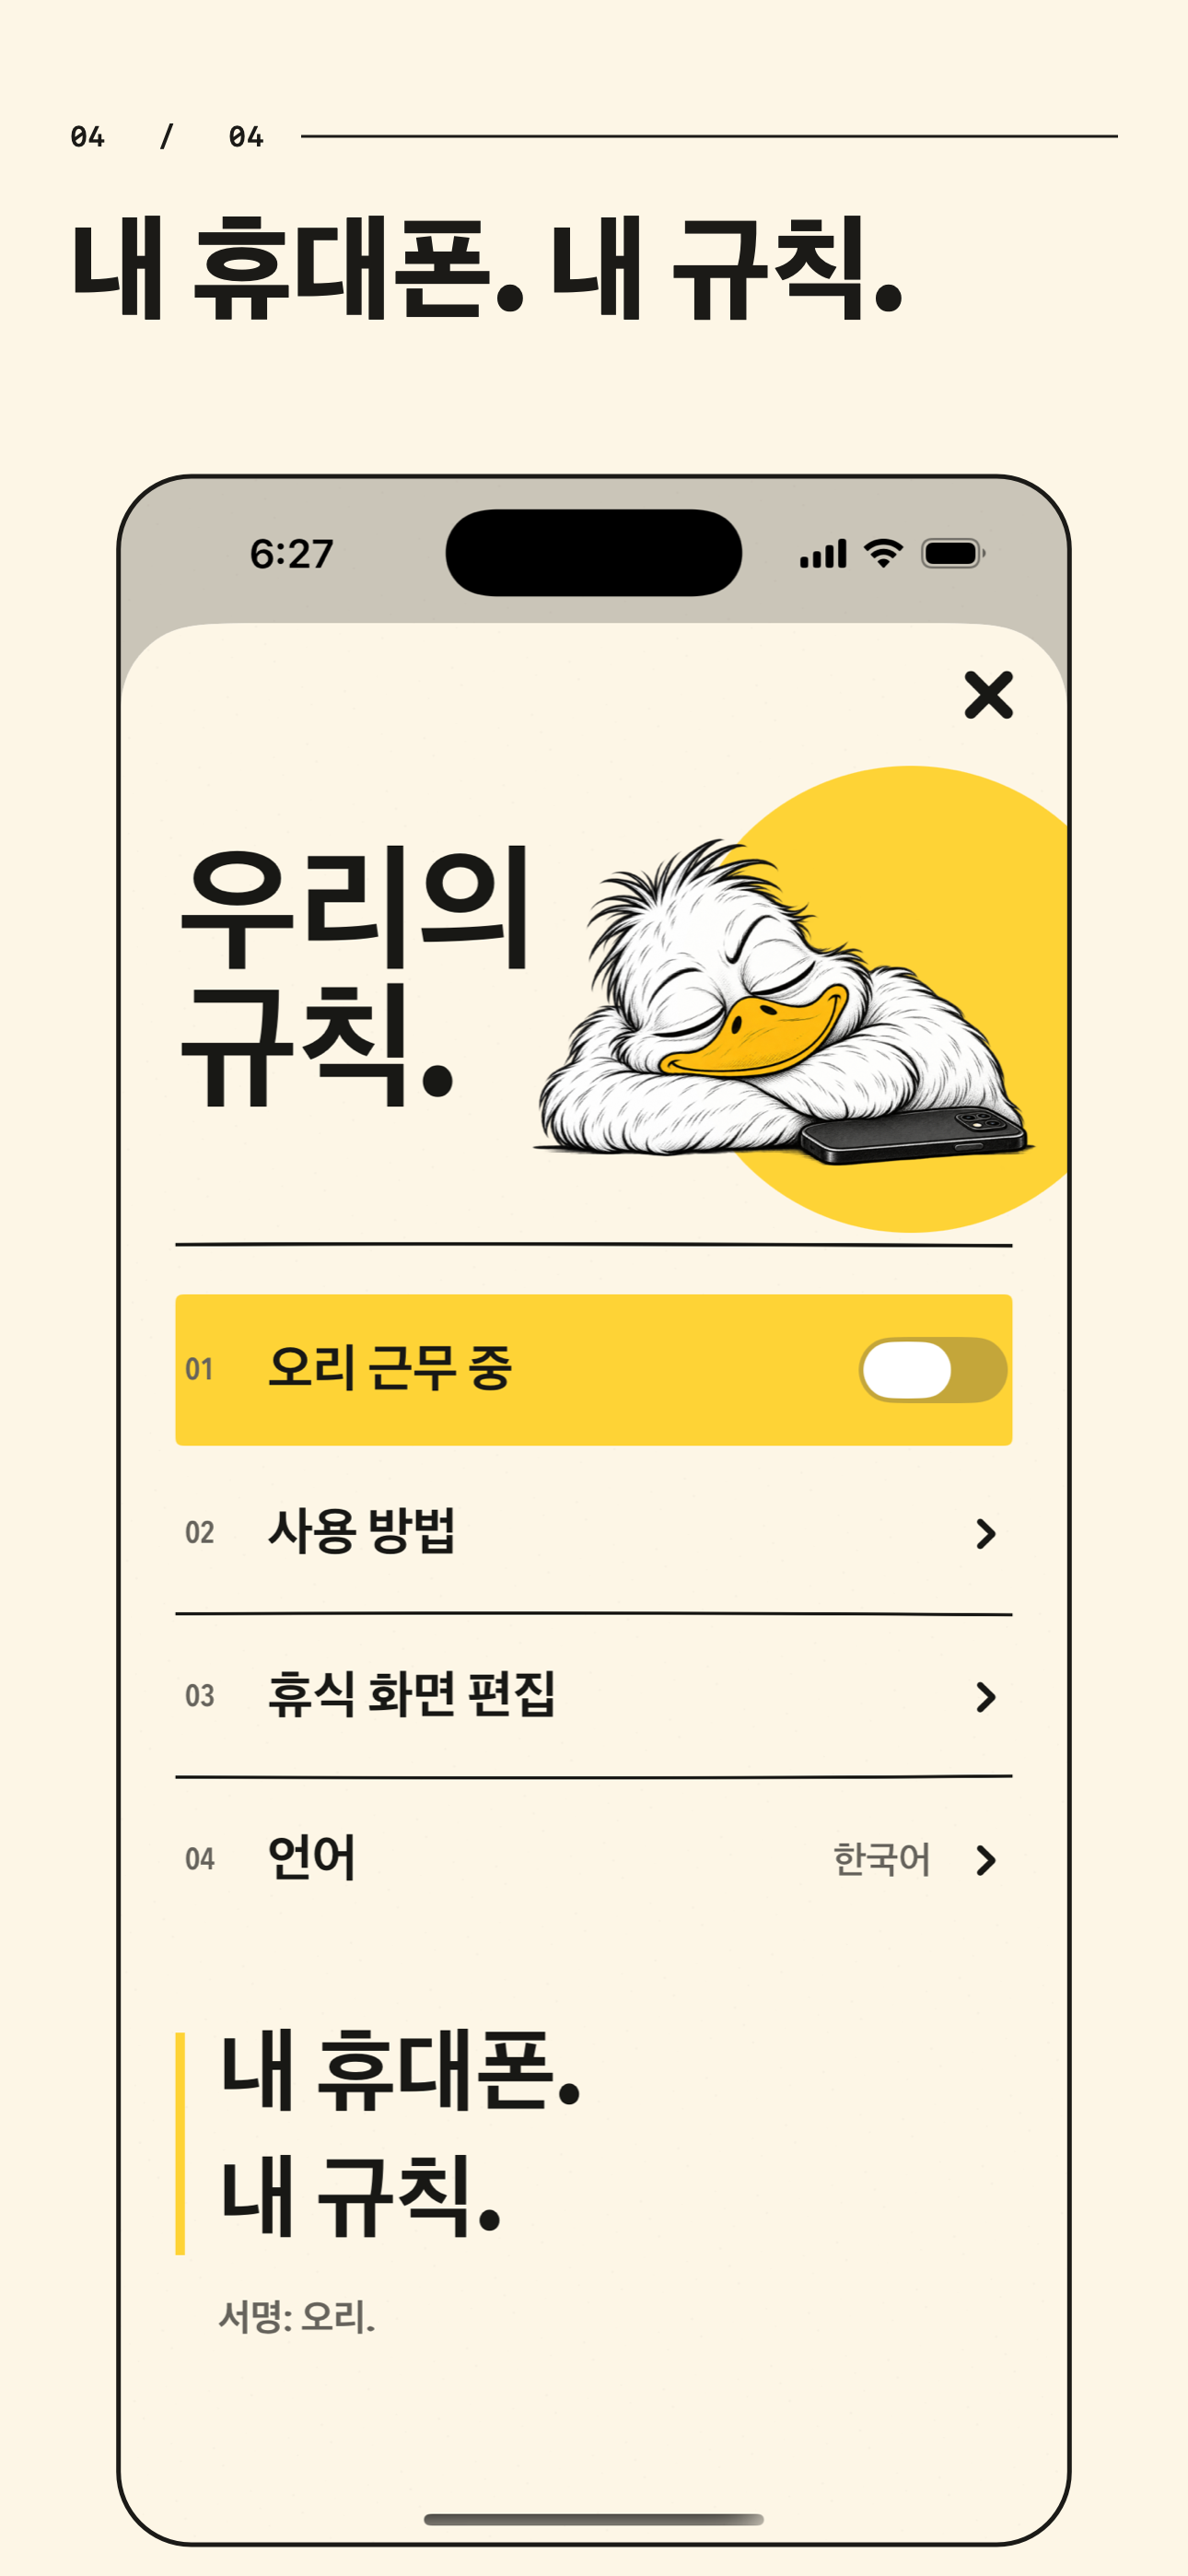 04 / 04
내 휴대폰. 내 규칙.
6:27
우리의
규칙.
01 오리 근무 중
02 사용 방법
03 휴식 화면 편집
04 언어 한국어
내 휴대폰.
내 규칙.
서명: 오리.